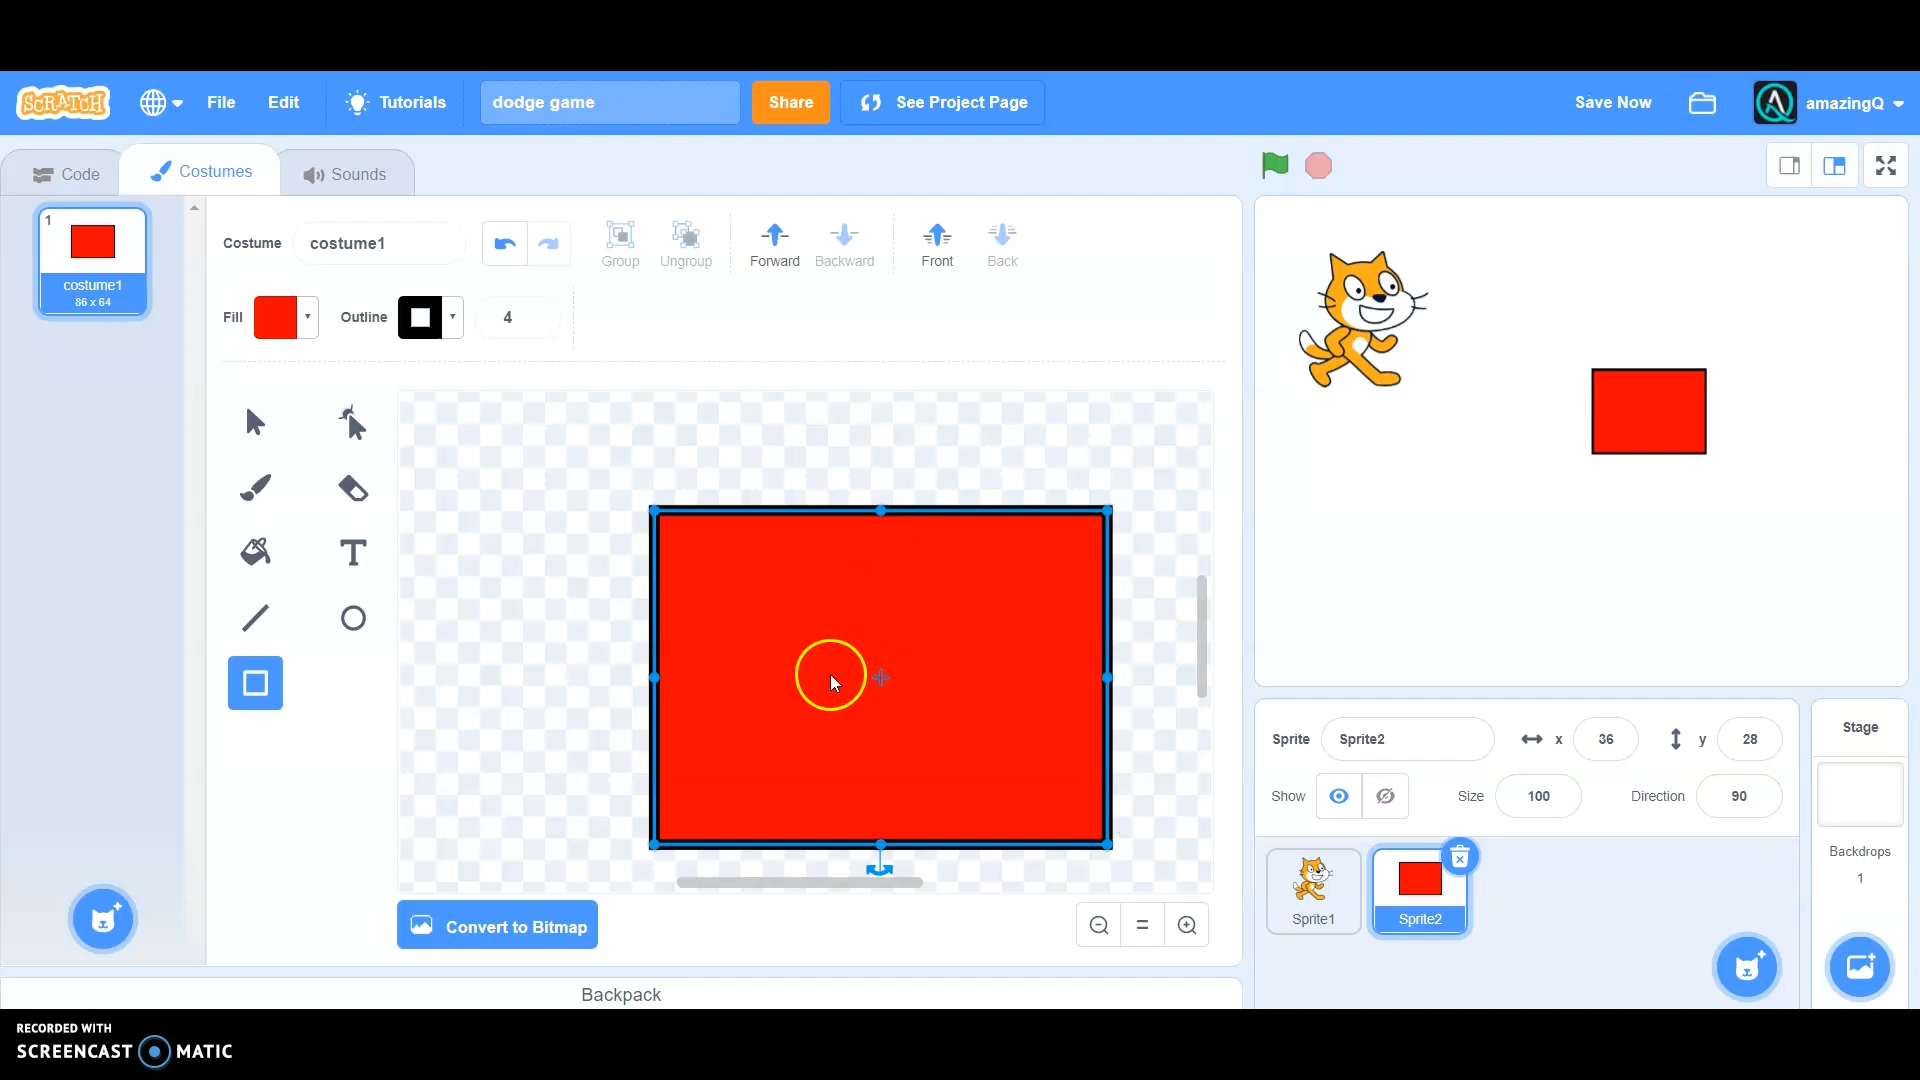 SCRATCH File Edit Tutorials dodge game Share See Project Page Save Now amazingQ
Code Costumes Sounds
1
costume1
86 x 64
Costume costume1 Group Ungroup Forward Backward Front Back
Fill Outline 4
T
Convert to Bitmap
Backpack
Sprite Sprite2 x 36 y 28
Show Size 100 Direction 90
Sprite1 Sprite2
Stage
Backdrops
1
RECORDED WITH
SCREENCAST MATIC